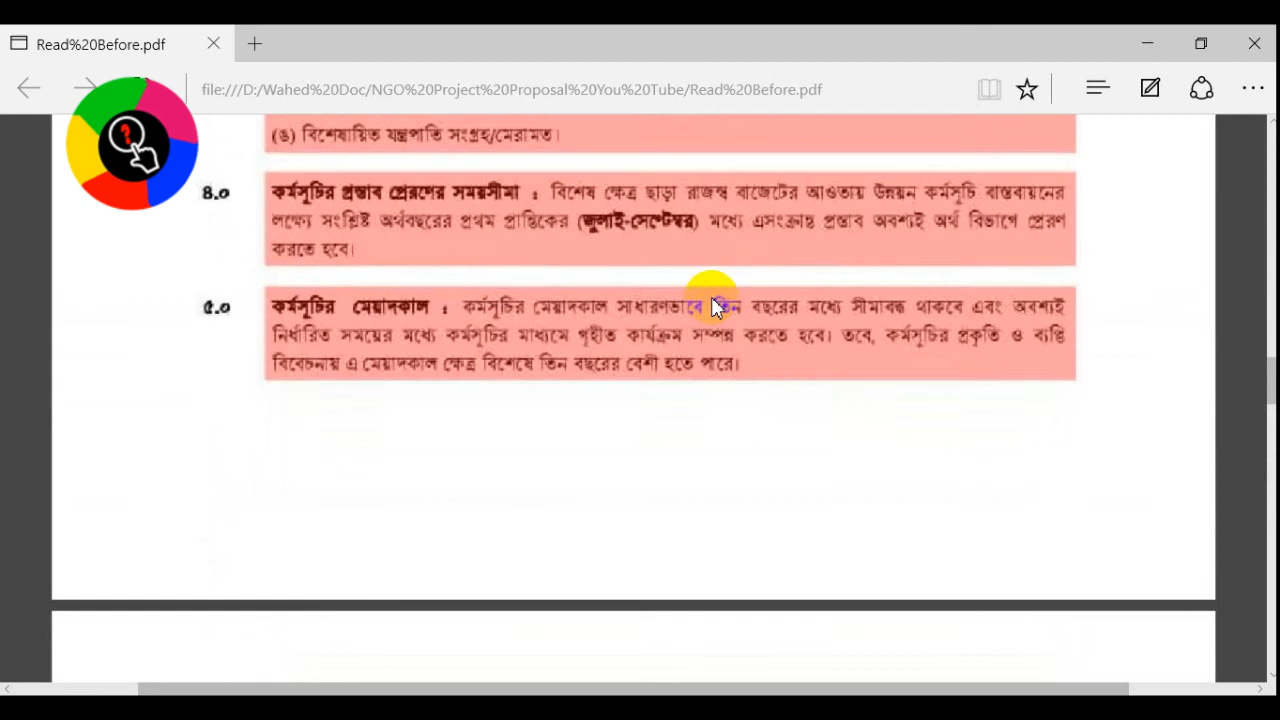 Read%20Before.pdf
file:///D:/Wahed%20Doc/NGO%20Project%20Proposal%20You%20Tube/Read%20Before.pdf
?
(ঙ) বিশেষায়িত যন্ত্রপাতি সংগ্রহ/মেরামত।
৪.০ কর্মসূচির প্রস্তাব প্রেরণের সময়সীমা : বিশেষ ক্ষেত্র ছাড়া রাজস্ব বাজেটের আওতায় উন্নয়ন কর্মসূচি বাস্তবায়নের
লক্ষ্যে সংশ্লিষ্ট অর্থবছরের প্রথম প্রান্তিকের (জুলাই-সেপ্টেম্বর) মধ্যে এসংক্রান্ত প্রস্তাব অবশ্যই অর্থ বিভাগে প্রেরণ
করতে হবে।
৫.০ কর্মসূচির মেয়াদকাল : কর্মসূচির মেয়াদকাল সাধারণভাবে তিন বছরের মধ্যে সীমাবদ্ধ থাকবে এবং অবশ্যই
নির্ধারিত সময়ের মধ্যে কর্মসূচির মাধ্যমে গৃহীত কার্যক্রম সম্পন্ন করতে হবে। তবে, কর্মসূচির প্রকৃতি ও ব্যপ্তি
বিবেচনায় এ মেয়াদকাল ক্ষেত্র বিশেষে তিন বছরের বেশী হতে পারে।